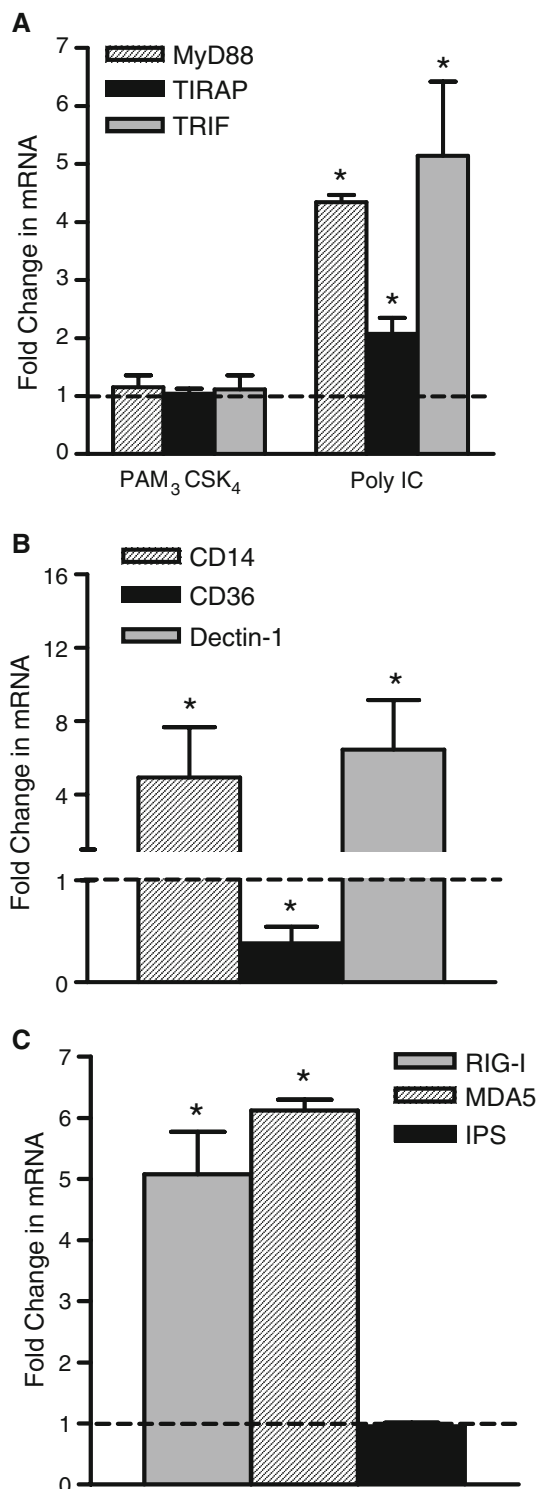 A
7
6
5
4
3
2
1
0
Fold Change in mRNA
MyD88
TIRAP
TRIF
*
*
*
PAM3CSK4
Poly IC
B
16
12
8
4
1
0
Fold Change in mRNA
CD14
CD36
Dectin-1
*
*
*
C
7
6
5
4
3
2
1
0
Fold Change in mRNA
RIG-I
MDA5
IPS
*
*